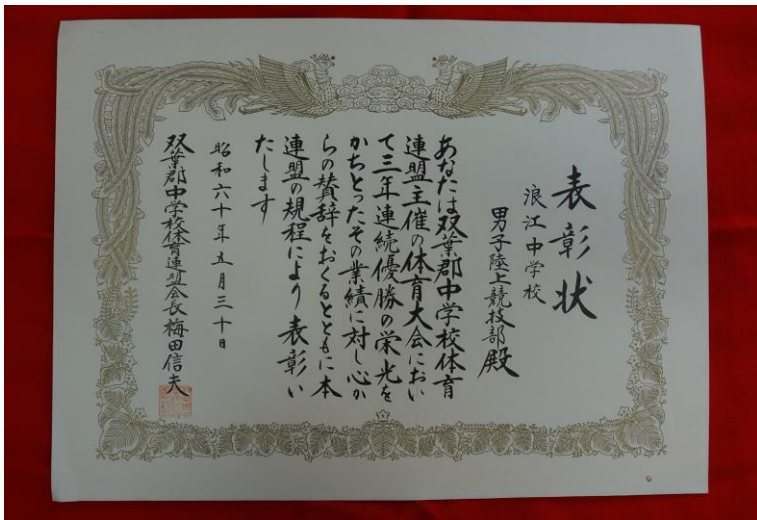 表彰状
浪江中学校
男子陸上競技部殿
あなたは双葉郡中学校体育
連盟主催の体育大会におい
て三年連続優勝の栄光を
かちとったその業績に対し心か
らの賛辞をおくるとともに本
連盟の規程により表彰い
たします
昭和六十年五月三十日
双葉郡中学校体育連盟会長梅田信夫